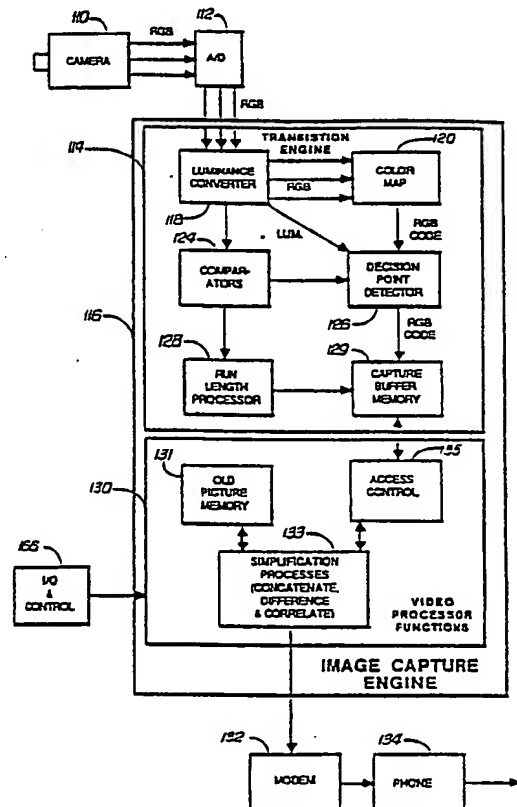 110
CAMERA
RGB
112
A/D
RGB
114
TRANSISTION
ENGINE
120
LUMINANCE
CONVERTER
118
RGB
COLOR
MAP
124
LUM.
RGB
CODE
COMPAR-
ATORS
DECISION
POINT
DETECTOR
126
116
128
129
RGB
CODE
RUN
LENGTH
PROCESSOR
CAPTURE
BUFFER
MEMORY
135
130
131
OLD
PICTURE
MEMORY
ACCESS
CONTROL
133
166
I/O
&
CONTROL
SIMPLIFICATION
PROCESSES
(CONCATENATE,
DIFFERENCE
& CORRELATE)
VIDEO
PROCESSOR
FUNCTIONS
IMAGE CAPTURE
ENGINE
132
MODEM
134
PHONE